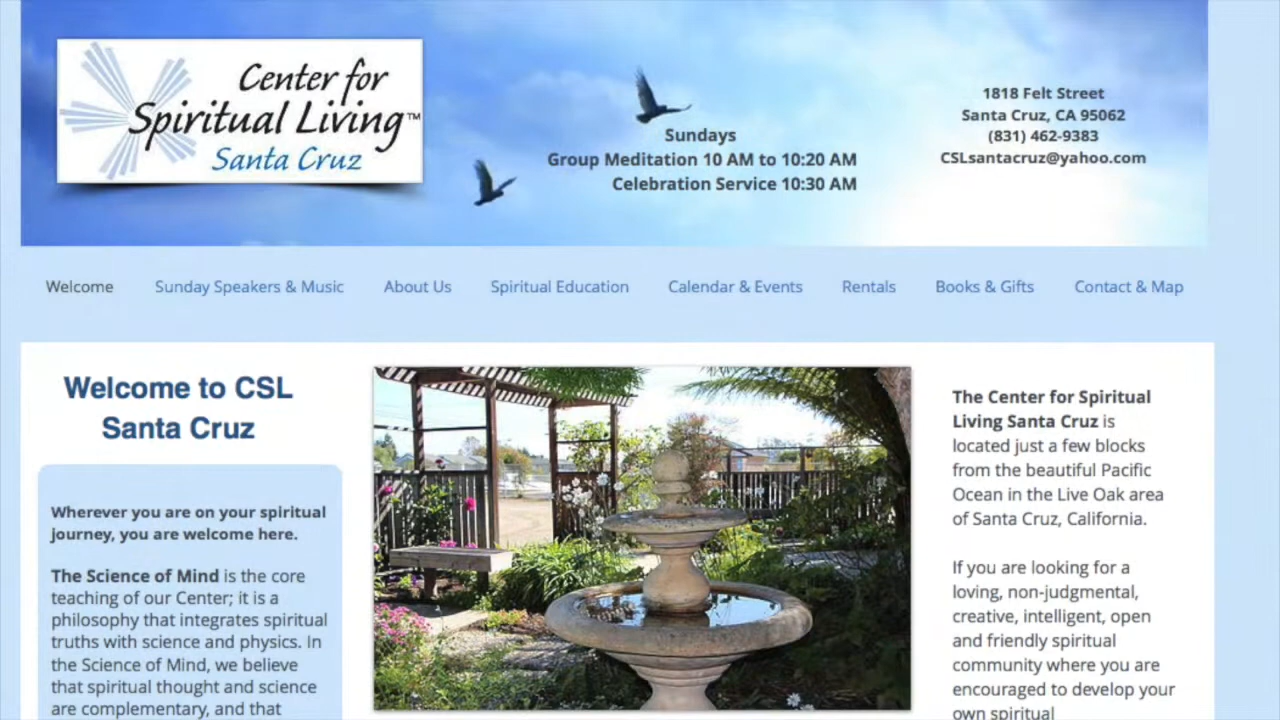 Center for
Spiritual Living™
Santa Cruz
Sundays
Group Meditation 10 AM to 10:20 AM
Celebration Service 10:30 AM
1818 Felt Street
Santa Cruz, CA 95062
(831) 462-9383
CSLsantacruz@yahoo.com
Welcome
Sunday Speakers & Music
About Us
Spiritual Education
Calendar & Events
Rentals
Books & Gifts
Contact & Map
Welcome to CSL
Santa Cruz
Wherever you are on your spiritual
journey, you are welcome here.
The Science of Mind is the core
teaching of our Center; it is a
philosophy that integrates spiritual
truths with science and physics. In
the Science of Mind, we believe
that spiritual thought and science
are complementary, and that
The Center for Spiritual
Living Santa Cruz is
located just a few blocks
from the beautiful Pacific
Ocean in the Live Oak area
of Santa Cruz, California.
If you are looking for a
loving, non-judgmental,
creative, intelligent, open
and friendly spiritual
community where you are
encouraged to develop your
own spiritual